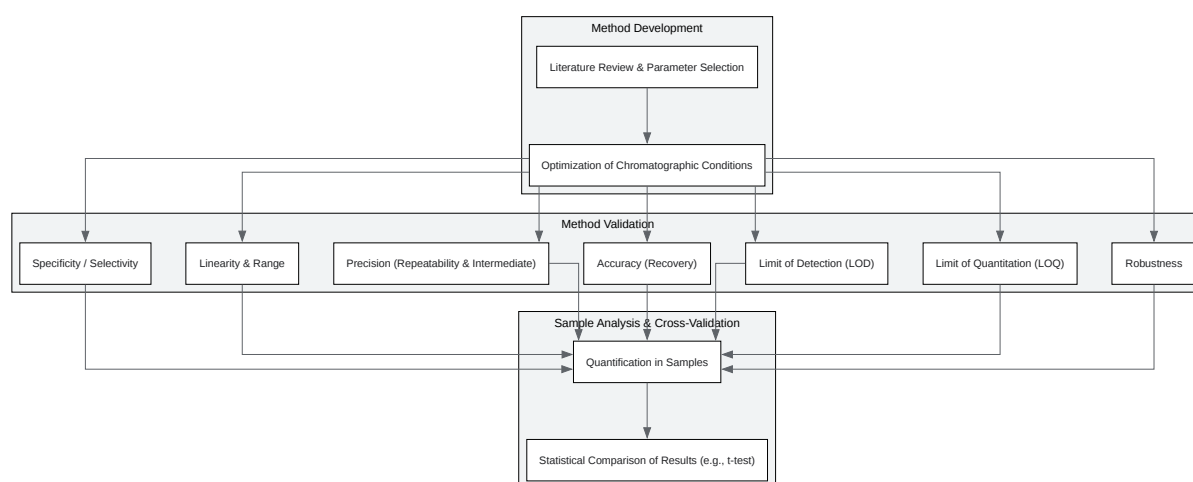 Method Development
Literature Review & Parameter Selection
Optimization of Chromatographic Conditions
Method Validation
Specificity / Selectivity
Linearity & Range
Precision (Repeatability & Intermediate)
Accuracy (Recovery)
Limit of Detection (LOD)
Limit of Quantitation (LOQ)
Robustness
Sample Analysis & Cross-Validation
Quantification in Samples
Statistical Comparison of Results (e.g., t-test)